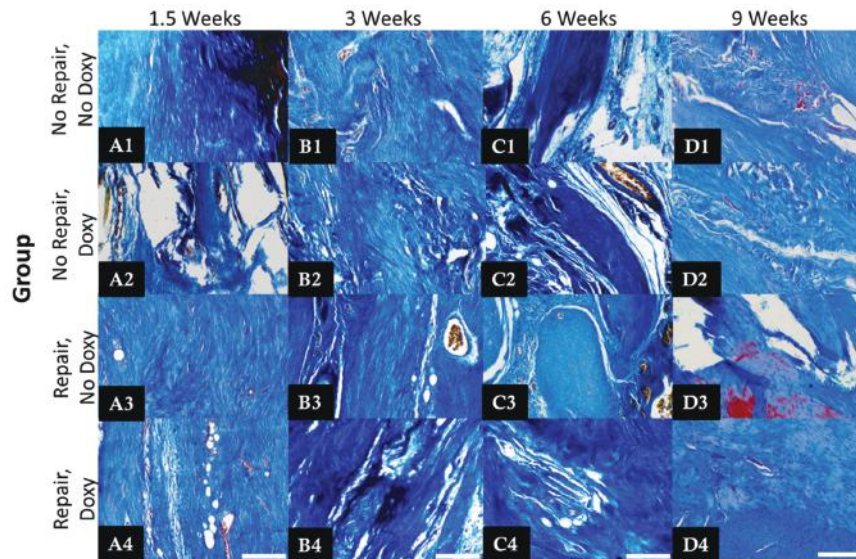 1.5 Weeks 3 Weeks 6 Weeks 9 Weeks
Group
No Repair,
No Doxy
A1 B1 C1 D1
No Repair,
Doxy
A2 B2 C2 D2
Repair,
No Doxy
A3 B3 C3 D3
Repair,
Doxy
A4 B4 C4 D4